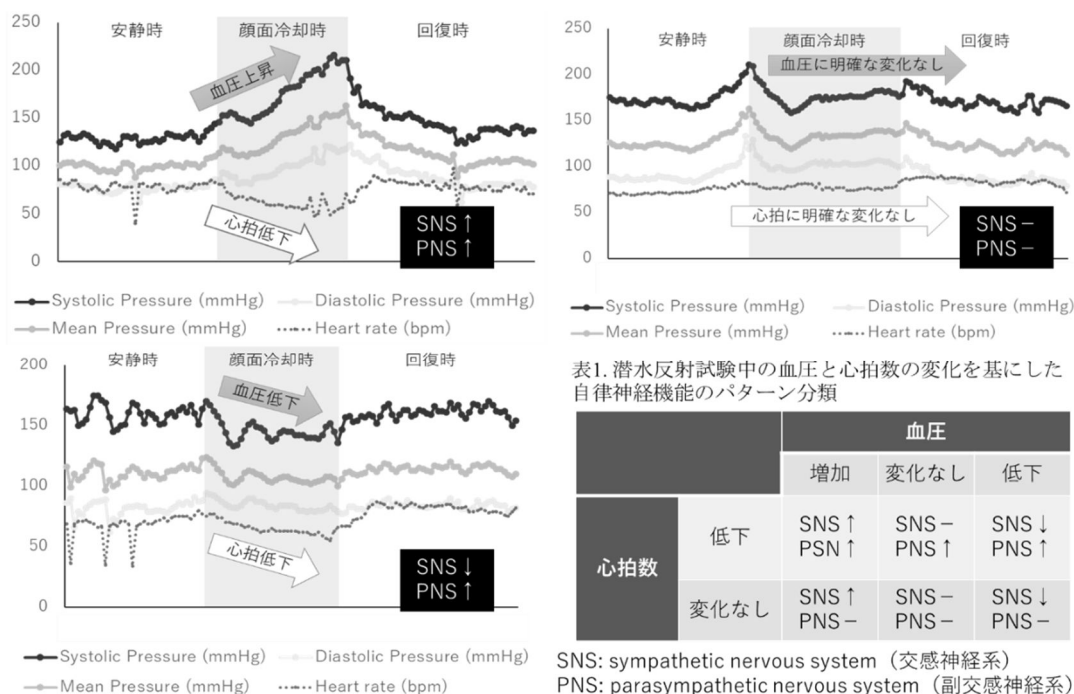 250
200
150
100
50
0
安静時
顔面冷却時
回復時
血圧上昇
心拍低下
SNS↑
PNS↑
Systolic Pressure (mmHg)
Diastolic Pressure (mmHg)
Mean Pressure (mmHg)
Heart rate (bpm)
250
200
150
100
50
0
安静時
顔面冷却時
回復時
血圧に明確な変化なし
心拍に明確な変化なし
SNS−
PNS−
Systolic Pressure (mmHg)
Diastolic Pressure (mmHg)
Mean Pressure (mmHg)
Heart rate (bpm)
200
150
100
50
0
安静時
顔面冷却時
回復時
血圧低下
心拍低下
SNS↓
PNS↑
Systolic Pressure (mmHg)
Diastolic Pressure (mmHg)
Mean Pressure (mmHg)
Heart rate (bpm)
表1. 潜水反射試験中の血圧と心拍数の変化を基にした
自律神経機能のパターン分類
血圧
増加 変化なし 低下
心拍数
低下
SNS↑ SNS− SNS↓
PSN↑ PNS↑ PNS↑
変化なし
SNS↑ SNS− SNS↓
PNS− PNS− PNS−
SNS: sympathetic nervous system（交感神経系）
PNS: parasympathetic nervous system（副交感神経系）